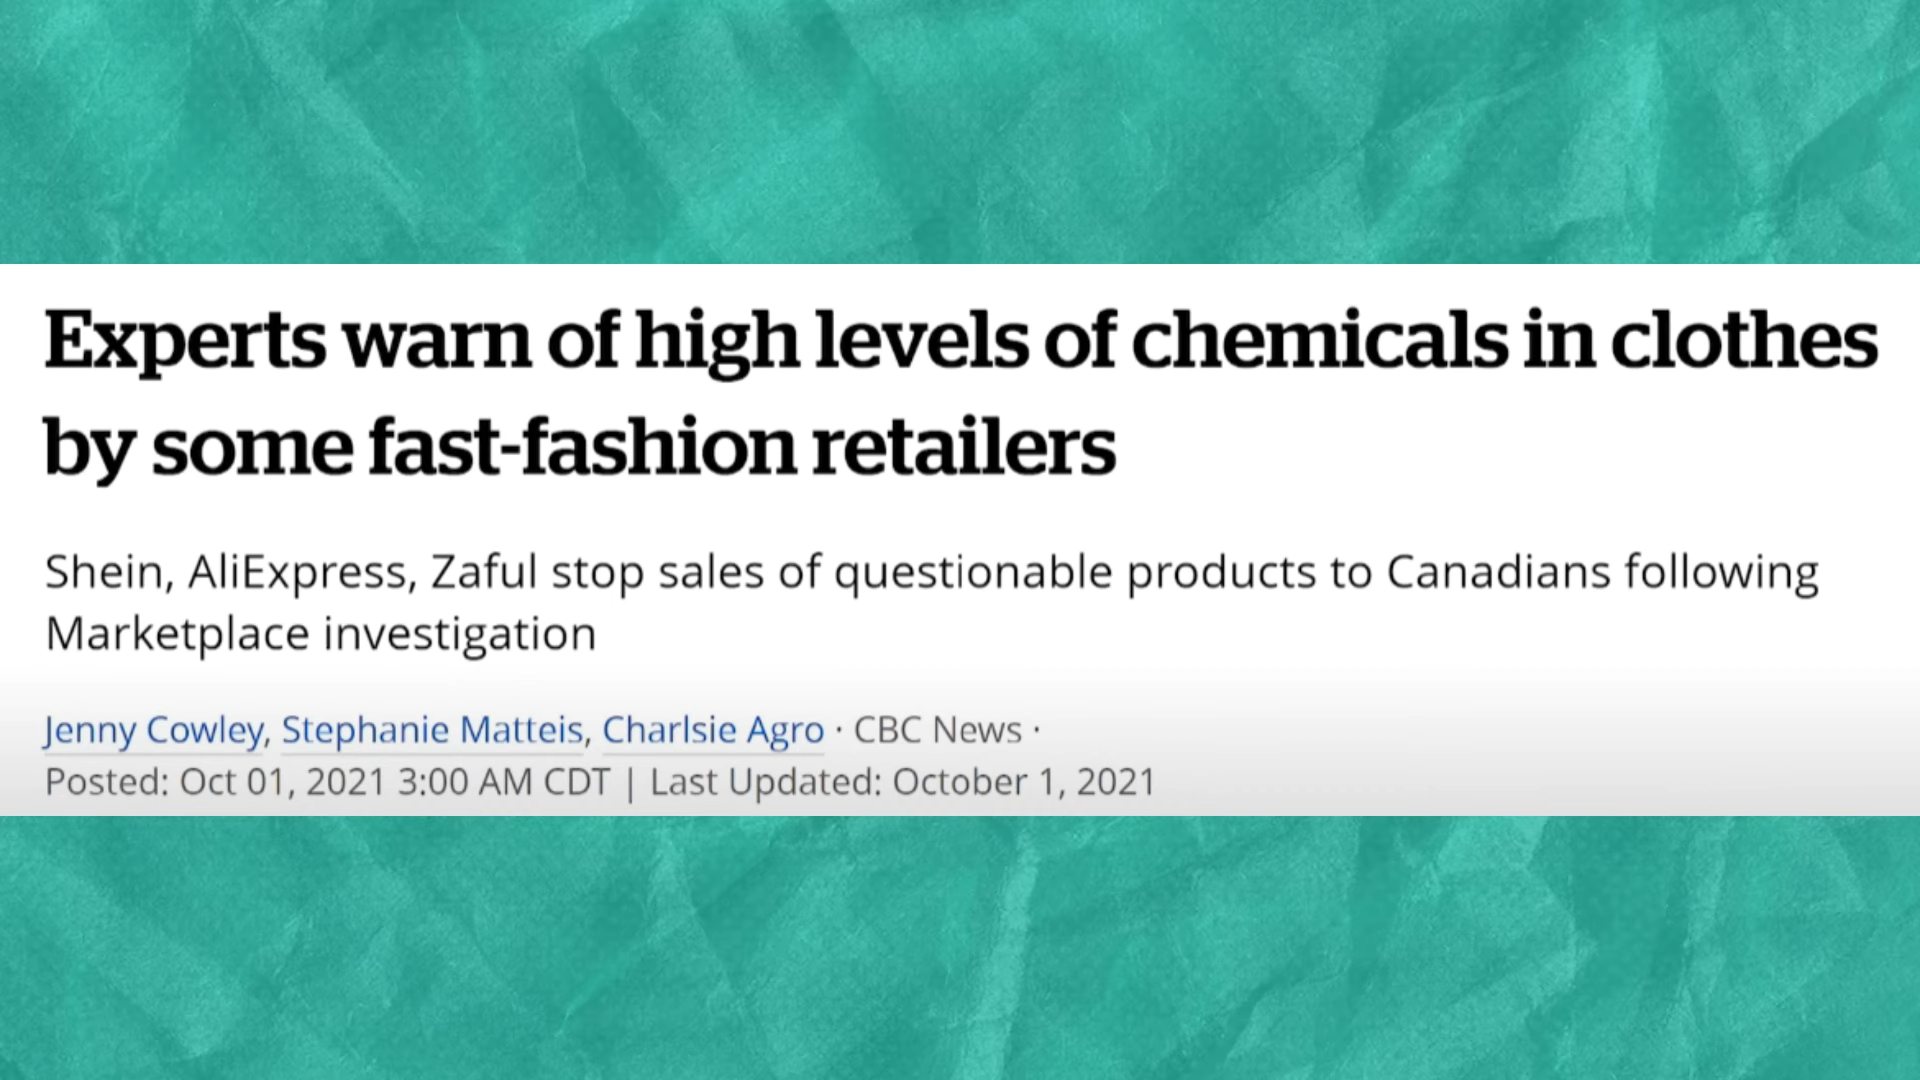 Experts warn of high levels of chemicals in clothes
by some fast-fashion retailers
Shein, AliExpress, Zaful stop sales of questionable products to Canadians following
Marketplace investigation
Jenny Cowley, Stephanie Matteis, Charlsie Agro · CBC News ·
Posted: Oct 01, 2021 3:00 AM CDT | Last Updated: October 1, 2021